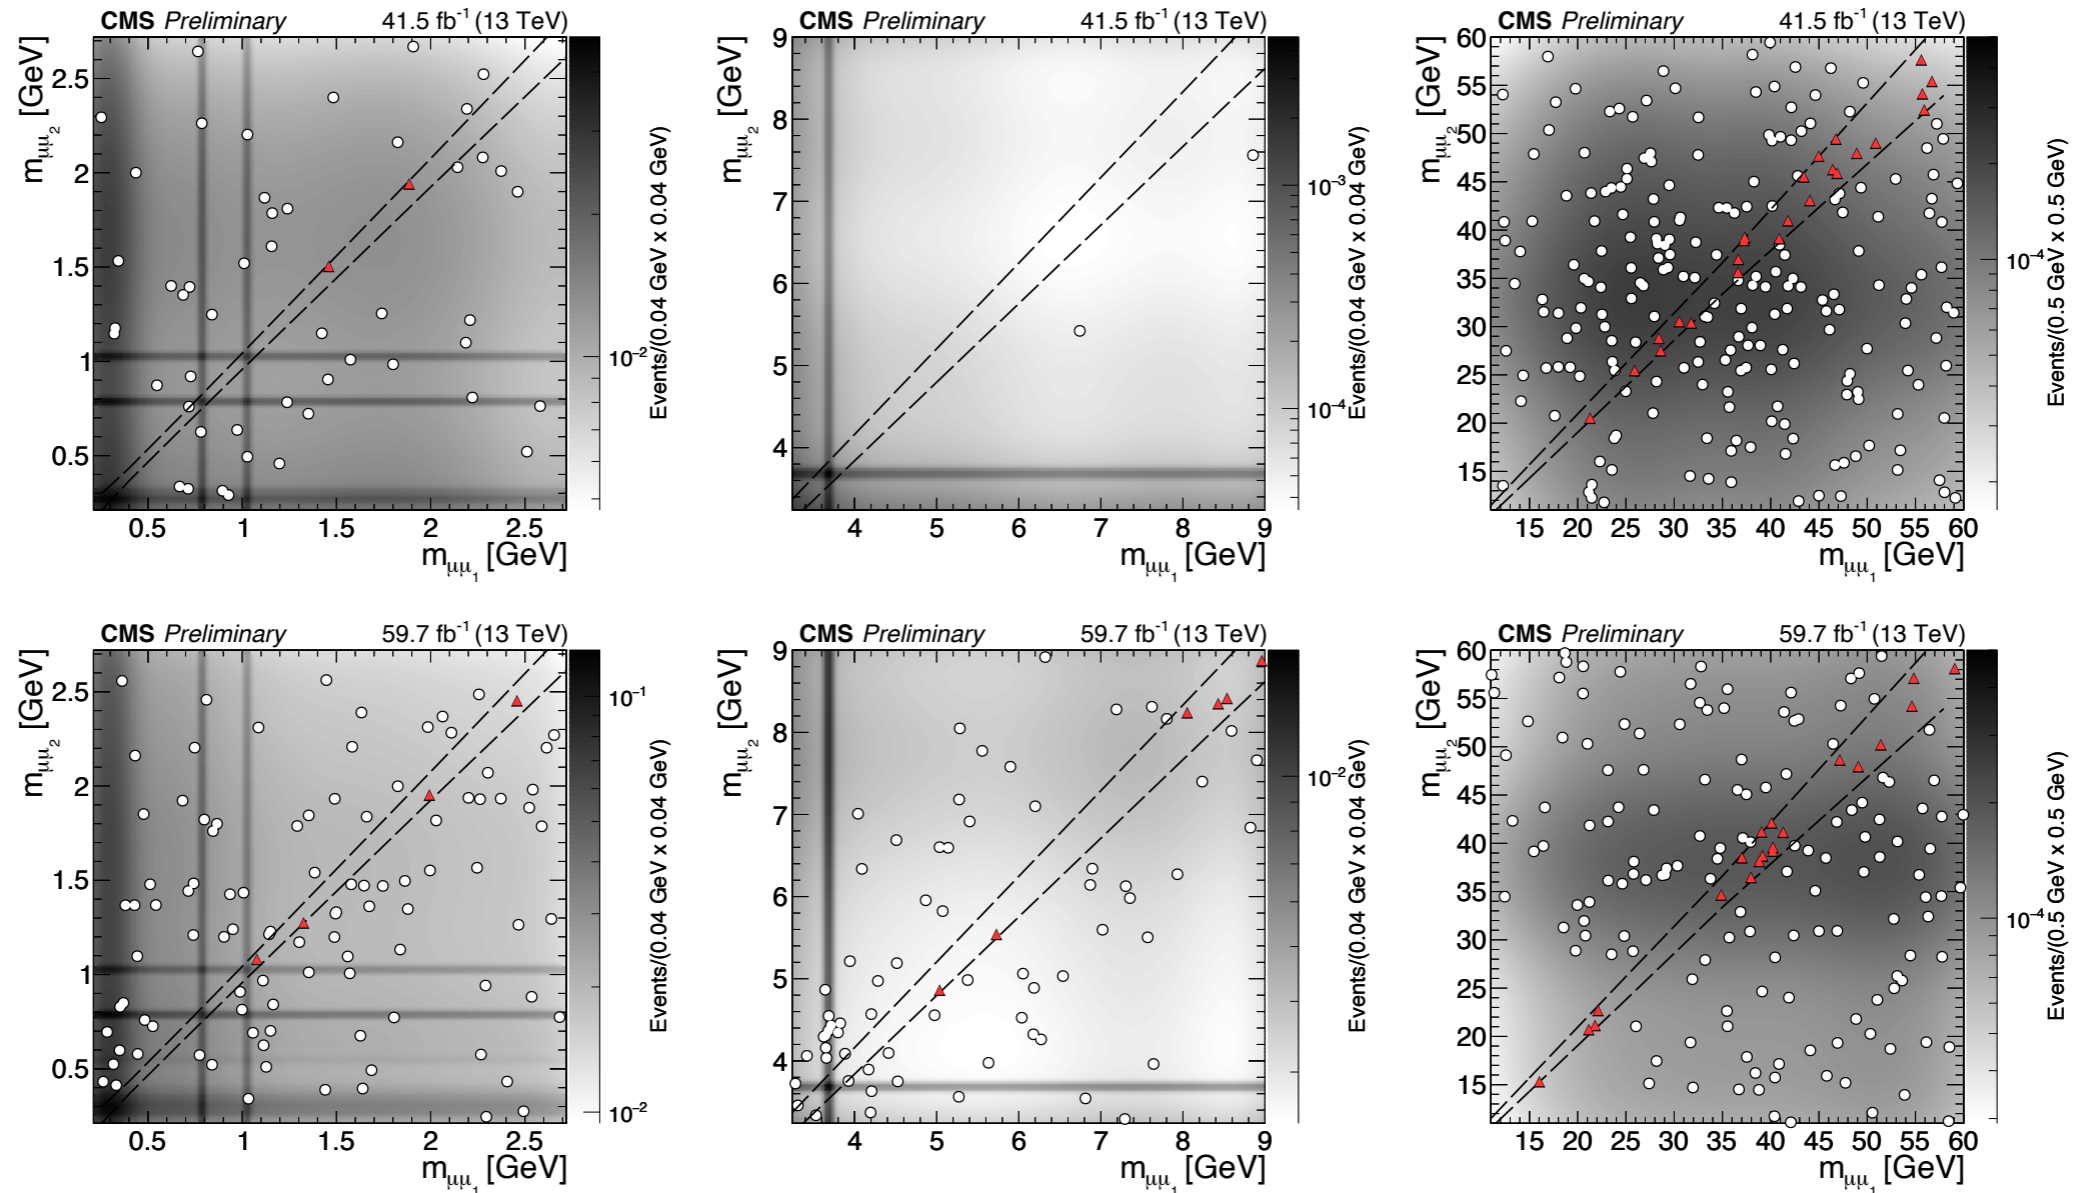 CMS Preliminary 41.5 fb⁻¹ (13 TeV)
mμμ₂ [GeV]
2.5
2
1.5
1
0.5
0.5 1 1.5 2 2.5
mμμ₁ [GeV]
10⁻²
Events/(0.04 GeV x 0.04 GeV)
CMS Preliminary 41.5 fb⁻¹ (13 TeV)
mμμ₂ [GeV]
9
8
7
6
5
4
4 5 6 7 8 9
mμμ₁ [GeV]
10⁻³
10⁻⁴
Events/(0.04 GeV x 0.04 GeV)
CMS Preliminary 41.5 fb⁻¹ (13 TeV)
mμμ₂ [GeV]
60
55
50
45
40
35
30
25
20
15
15 20 25 30 35 40 45 50 55 60
mμμ₁ [GeV]
10⁻⁴
Events/(0.5 GeV x 0.5 GeV)
CMS Preliminary 59.7 fb⁻¹ (13 TeV)
mμμ₂ [GeV]
2.5
2
1.5
1
0.5
0.5 1 1.5 2 2.5
mμμ₁ [GeV]
10⁻¹
10⁻²
Events/(0.04 GeV x 0.04 GeV)
CMS Preliminary 59.7 fb⁻¹ (13 TeV)
mμμ₂ [GeV]
9
8
7
6
5
4
4 5 6 7 8 9
mμμ₁ [GeV]
10⁻²
Events/(0.04 GeV x 0.04 GeV)
CMS Preliminary 59.7 fb⁻¹ (13 TeV)
mμμ₂ [GeV]
60
55
50
45
40
35
30
25
20
15
15 20 25 30 35 40 45 50 55 60
mμμ₁ [GeV]
10⁻⁴
Events/(0.5 GeV x 0.5 GeV)